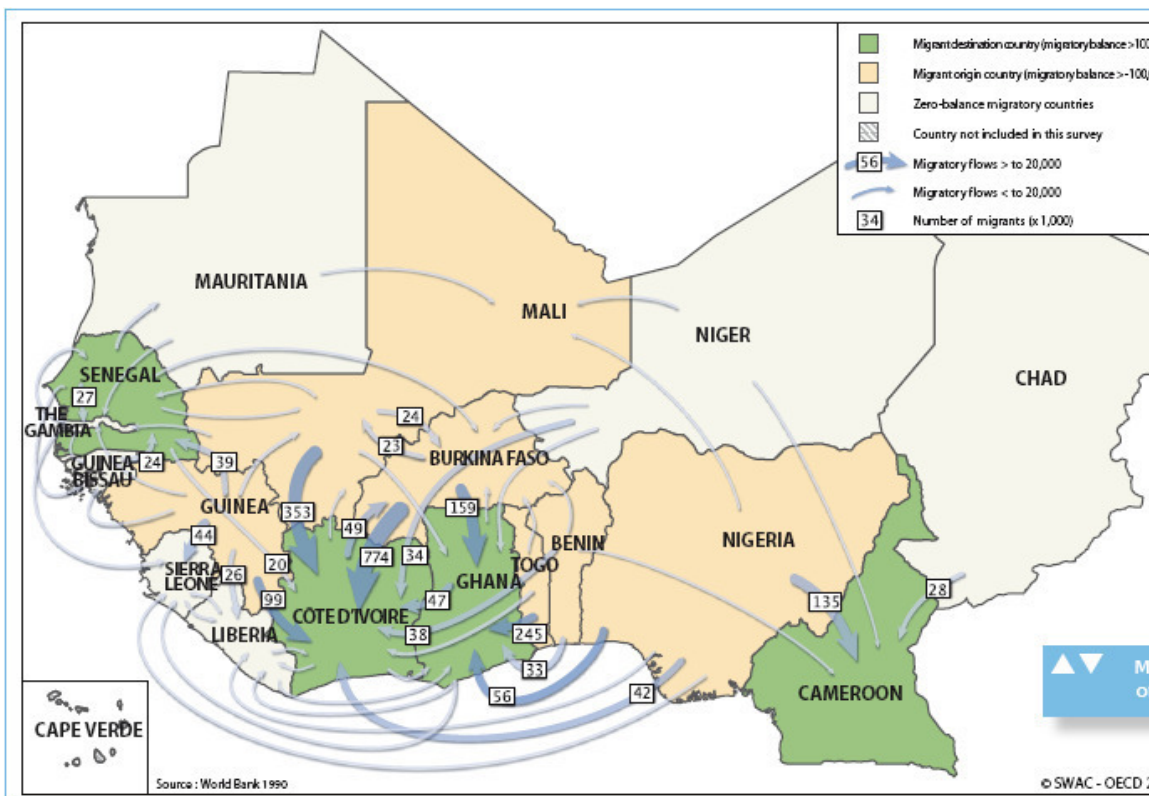 Migrant destination country (migratory balance >100
Migrant origin country (migratory balance >-100,
Zero-balance migratory countries
Country not included in this survey
56
Migratory flows > to 20,000
Migratory flows < to 20,000
34
Number of migrants (x 1,000)
MAURITANIA
MALI
NIGER
CHAD
SENEGAL
27
THE
GAMBIA
24
GUINEA
BISSAU
24
39
23
BURKINA FASO
GUINEA
353
159
44
49
774
34
BENIN
NIGERIA
SIERRA
LEONE
26
20
GHANA
TOGO
99
47
135
28
CÔTE D'IVOIRE
LIBERIA
38
245
33
56
42
CAMEROON
M
O
CAPE VERDE
Source : World Bank 1990
© SWAC - OECD 2